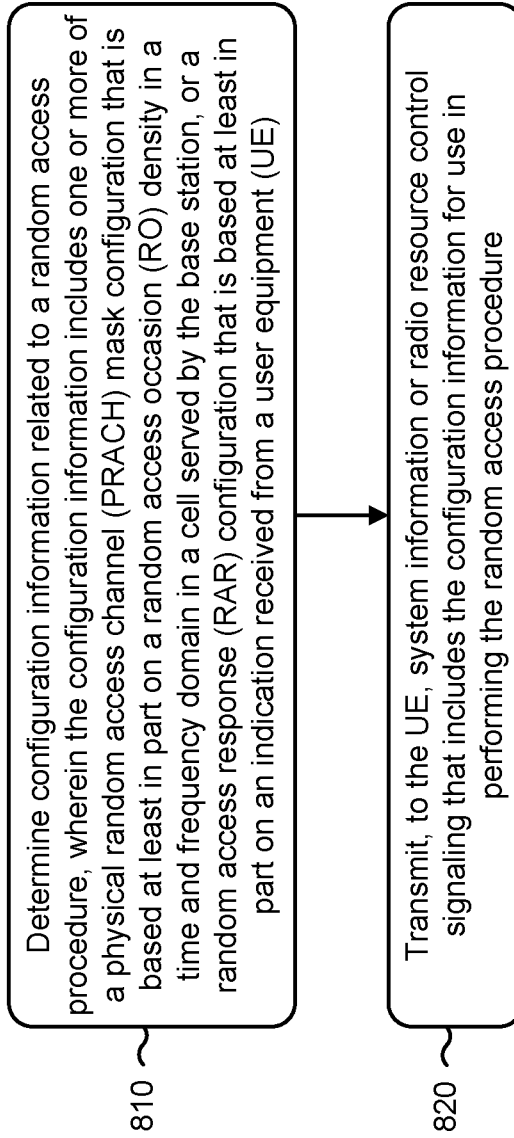 810
Determine configuration information related to a random access
procedure, wherein the configuration information includes one or more of
a physical random access channel (PRACH) mask configuration that is
based at least in part on a random access occasion (RO) density in a
time and frequency domain in a cell served by the base station, or a
random access response (RAR) configuration that is based at least in
part on an indication received from a user equipment (UE)
820
Transmit, to the UE, system information or radio resource control
signaling that includes the configuration information for use in
performing the random access procedure